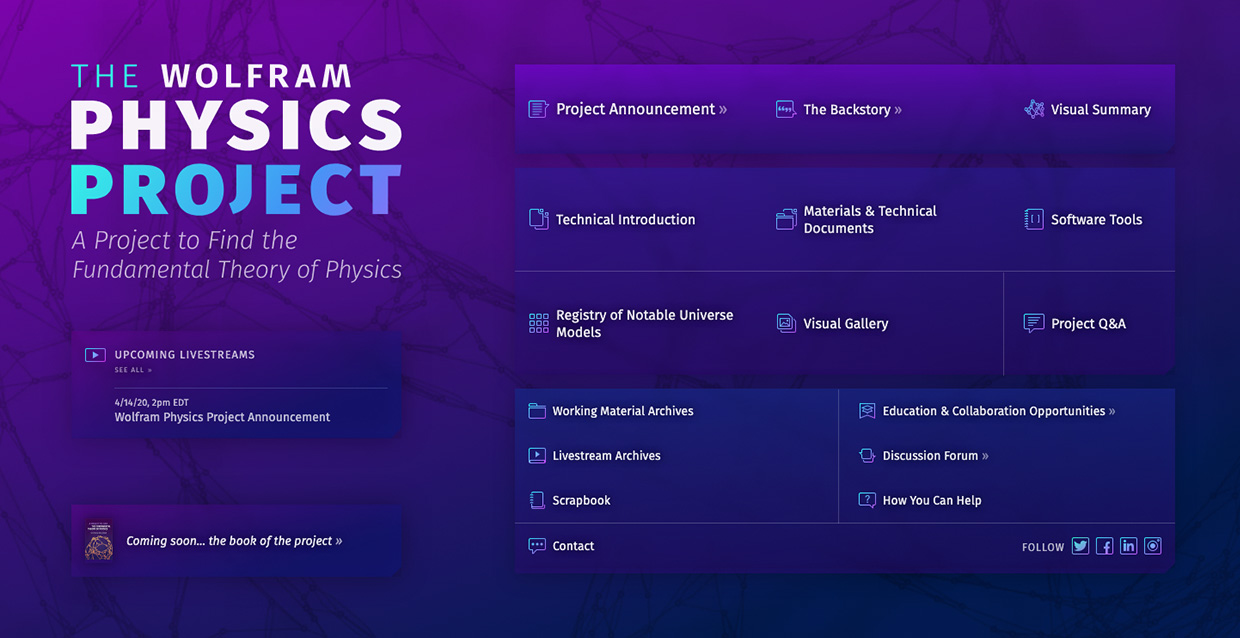 THE WOLFRAM
PHYSICS
PROJECT
A Project to Find the
Fundamental Theory of Physics
UPCOMING LIVESTREAMS
SEE ALL »
4/14/20, 2pm EDT
Wolfram Physics Project Announcement
Coming soon... the book of the project »
Project Announcement »
The Backstory »
Visual Summary
Technical Introduction
Materials & Technical
Documents
Software Tools
Registry of Notable Universe
Models
Visual Gallery
Project Q&A
Working Material Archives
Livestream Archives
Scrapbook
Education & Collaboration Opportunities »
Discussion Forum »
How You Can Help
Contact
FOLLOW